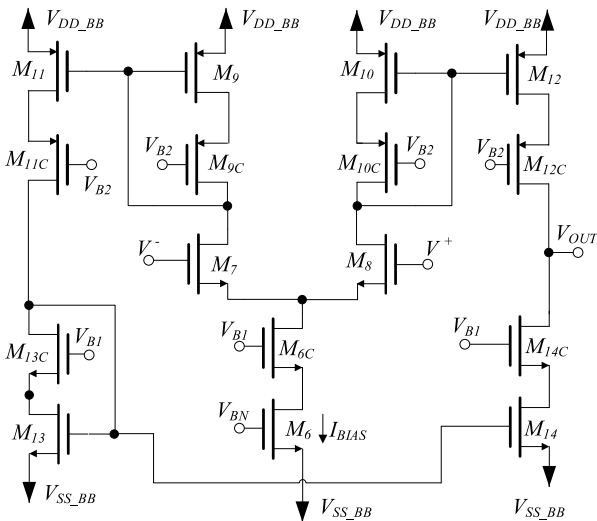 V_DD_BB V_DD_BB V_DD_BB V_DD_BB
M_11 M_9 M_10 M_12
V_B2 V_B2 V_B2
M_11C V_B2 M_9C M_10C M_12C
V^- M_7 M_8 V^+ V_OUT
V_B1 V_B1 V_B1
M_13C M_6C M_14C
V_BN
M_13 M_6 I_BIAS M_14
V_SS_BB V_SS_BB V_SS_BB